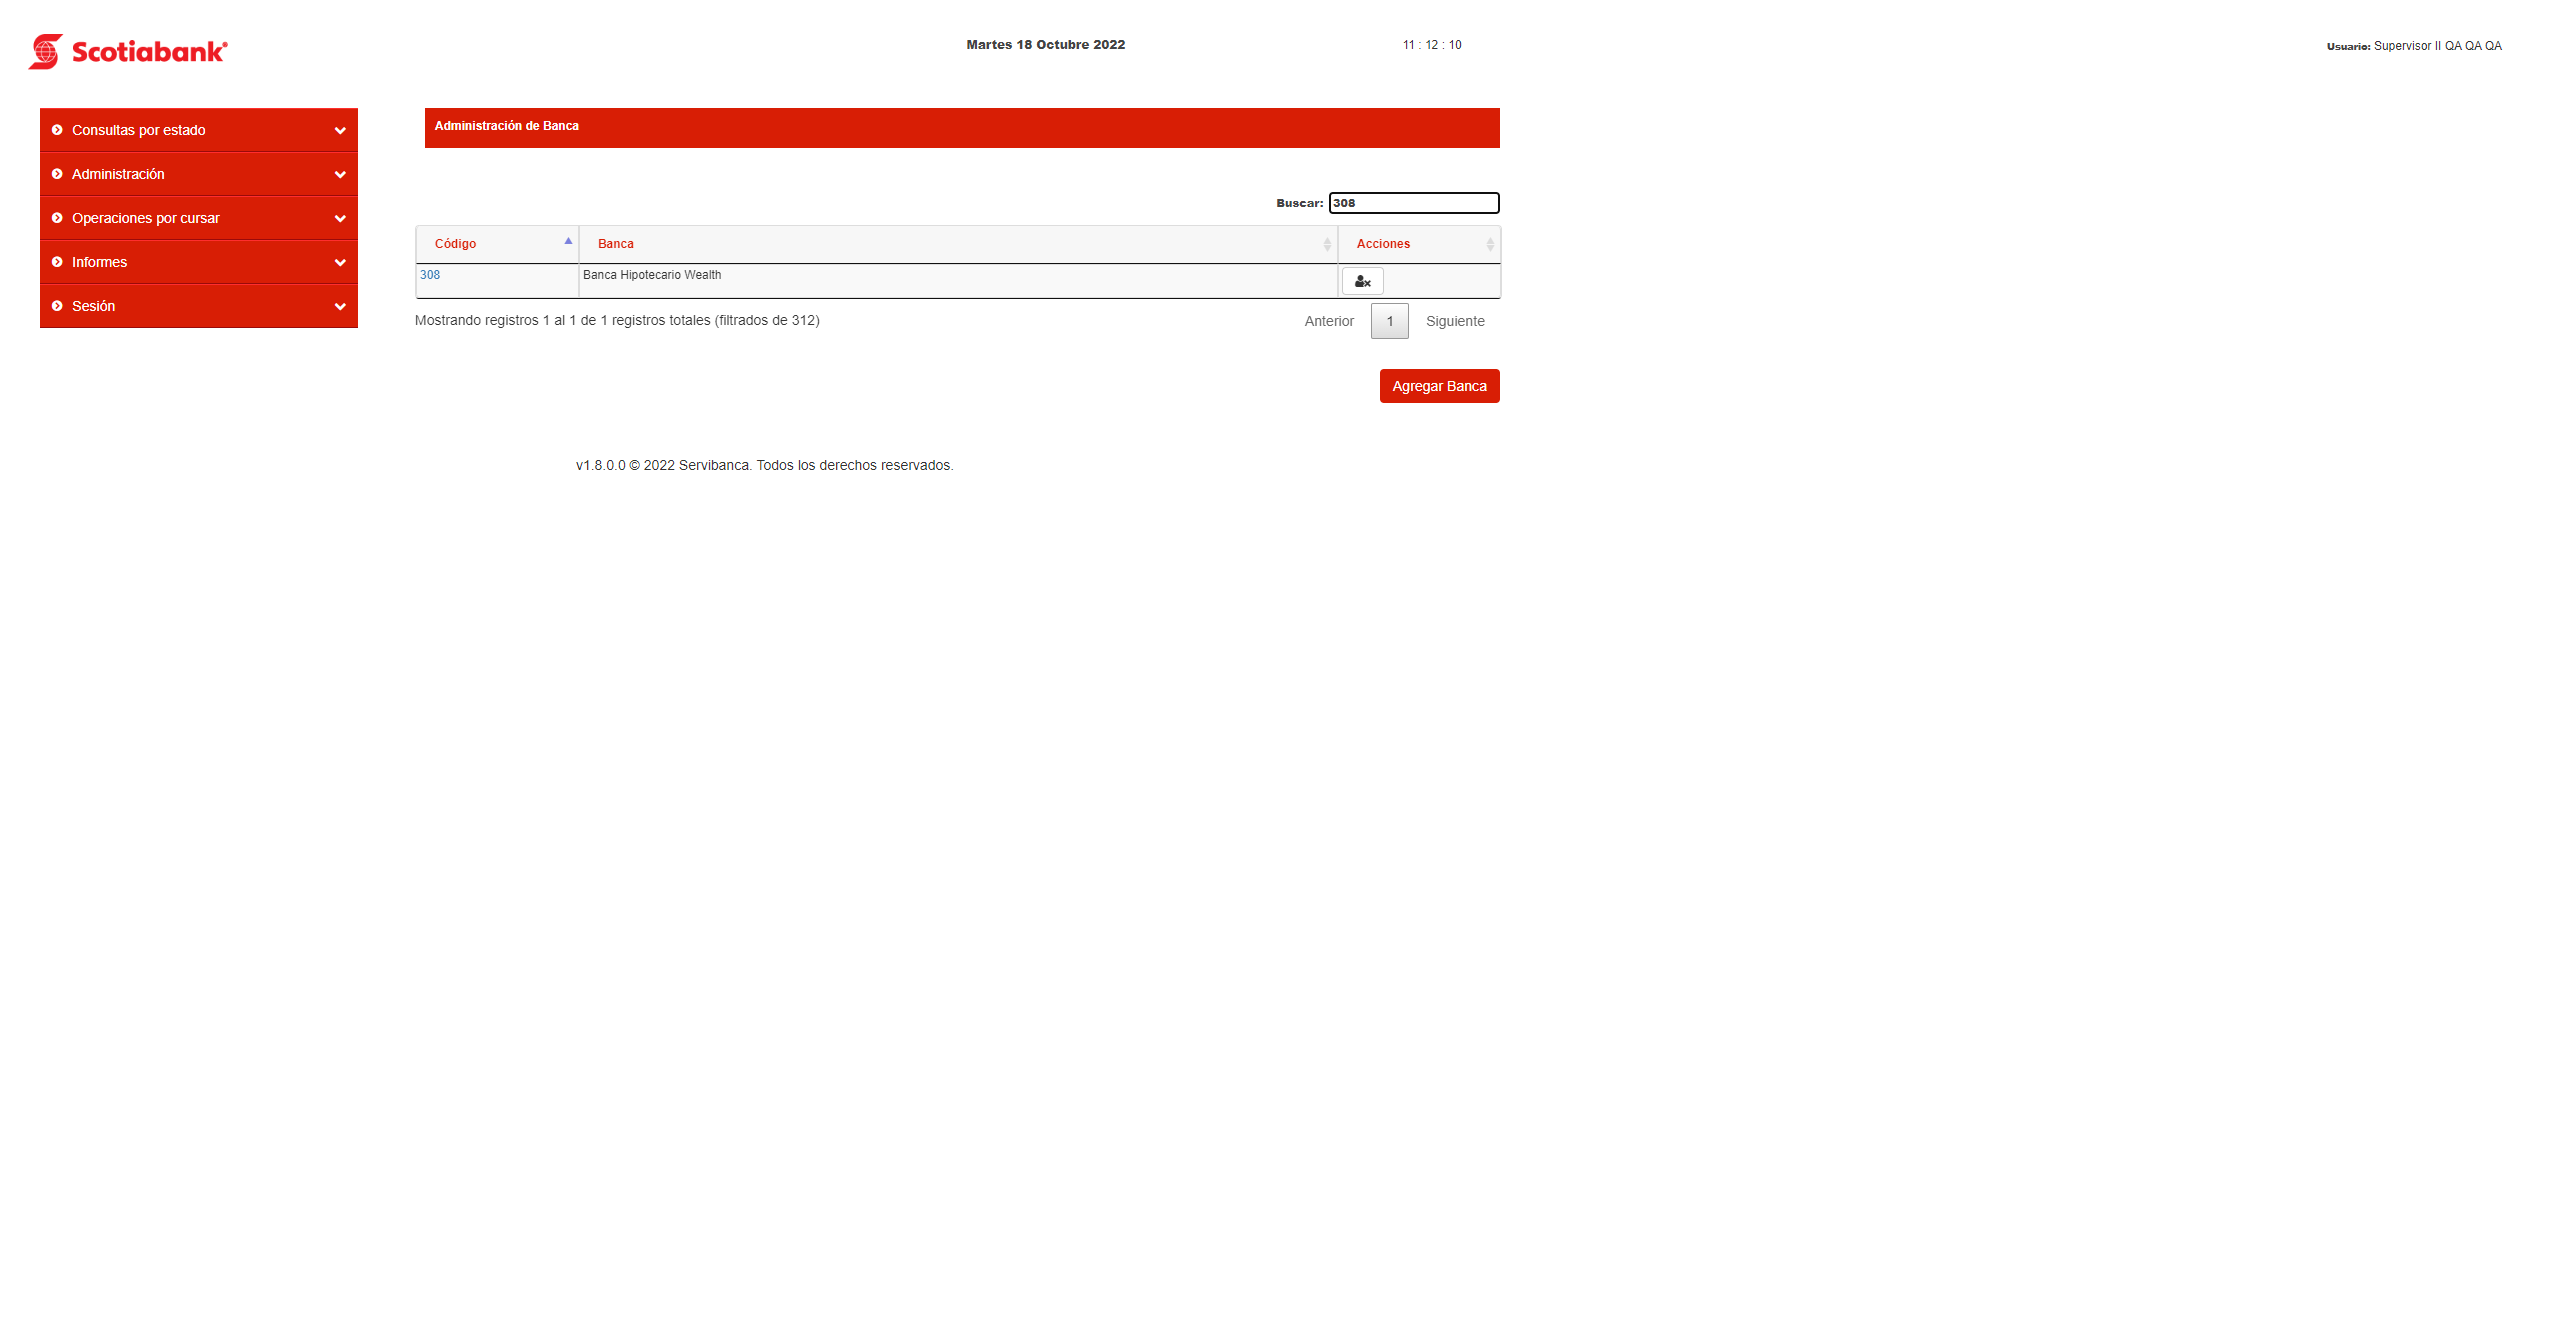 Scotiabank®
Martes 18 Octubre 2022
11 : 12 : 10
Usuario: Supervisor II QA QA QA
Consultas por estado
Administración
Operaciones por cursar
Informes
Sesión
Administración de Banca
Buscar: 308
Código Banca Acciones
308 Banca Hipotecario Wealth
Mostrando registros 1 al 1 de 1 registros totales (filtrados de 312)
Anterior 1 Siguiente
Agregar Banca
v1.8.0.0 © 2022 Servibanca. Todos los derechos reservados.